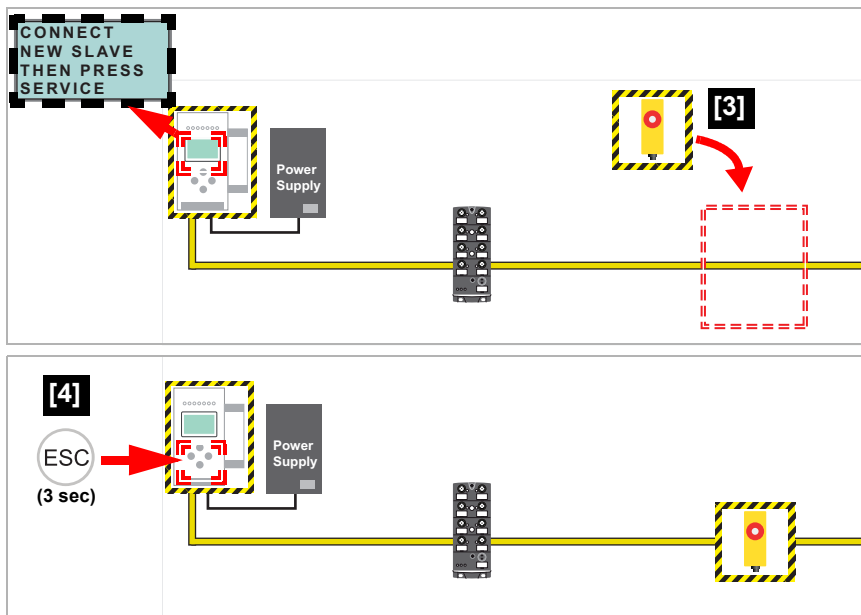 CONNECT
NEW SLAVE
THEN PRESS
SERVICE
[3]
Power
Supply
[4]
ESC
(3 sec)
Power
Supply